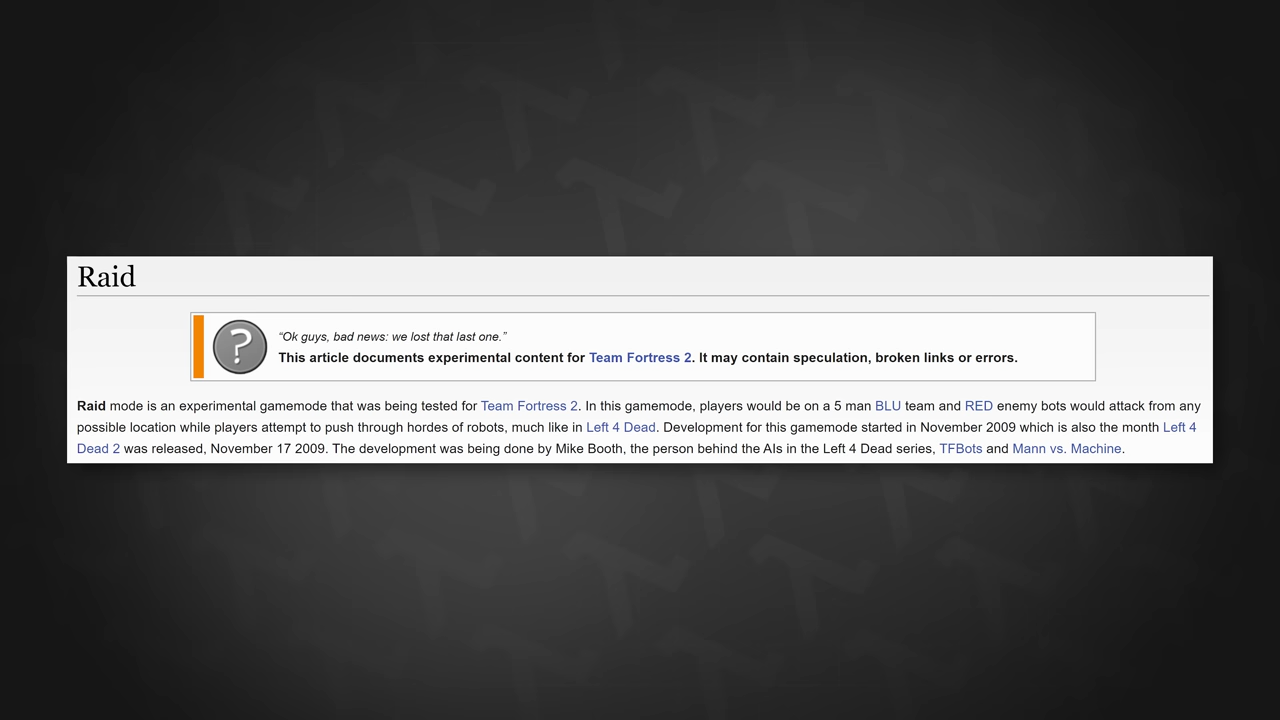 Raid
“Ok guys, bad news: we lost that last one.”
This article documents experimental content for Team Fortress 2. It may contain speculation, broken links or errors.
Raid mode is an experimental gamemode that was being tested for Team Fortress 2. In this gamemode, players would be on a 5 man BLU team and RED enemy bots would attack from any
possible location while players attempt to push through hordes of robots, much like in Left 4 Dead. Development for this gamemode started in November 2009 which is also the month Left 4
Dead 2 was released, November 17 2009. The development was being done by Mike Booth, the person behind the AIs in the Left 4 Dead series, TFBots and Mann vs. Machine.